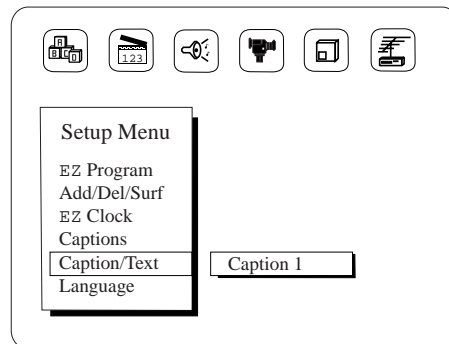 A
B C D
123
Setup Menu
EZ Program
Add/Del/Surf
EZ Clock
Captions
Caption/Text Caption 1
Language